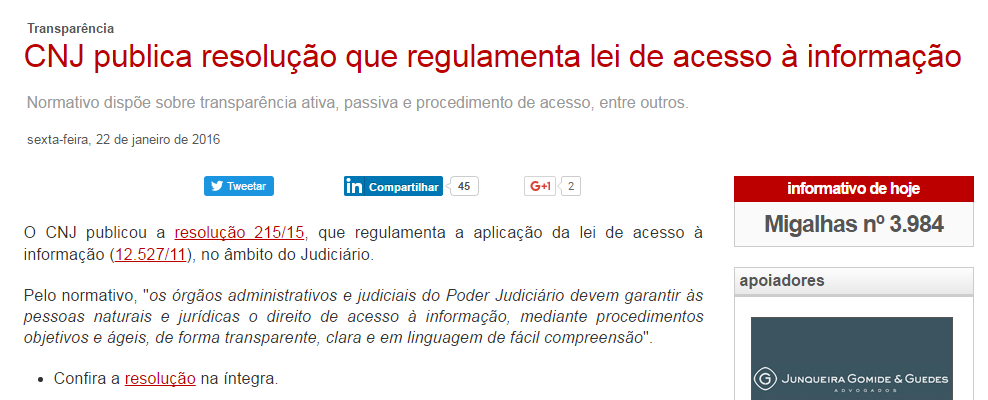 Transparência
CNJ publica resolução que regulamenta lei de acesso à informação
Normativo dispõe sobre transparência ativa, passiva e procedimento de acesso, entre outros.
sexta-feira, 22 de janeiro de 2016
Tweetar
in Compartilhar 45
G+1 2
O CNJ publicou a resolução 215/15, que regulamenta a aplicação da lei de acesso à
informação (12.527/11), no âmbito do Judiciário.
Pelo normativo, "os órgãos administrativos e judiciais do Poder Judiciário devem garantir às
pessoas naturais e jurídicas o direito de acesso à informação, mediante procedimentos
objetivos e ágeis, de forma transparente, clara e em linguagem de fácil compreensão".
• Confira a resolução na íntegra.
informativo de hoje
Migalhas nº 3.984
apoiadores
G JUNQUEIRA GOMIDE & GUEDES
ADVOGADOS